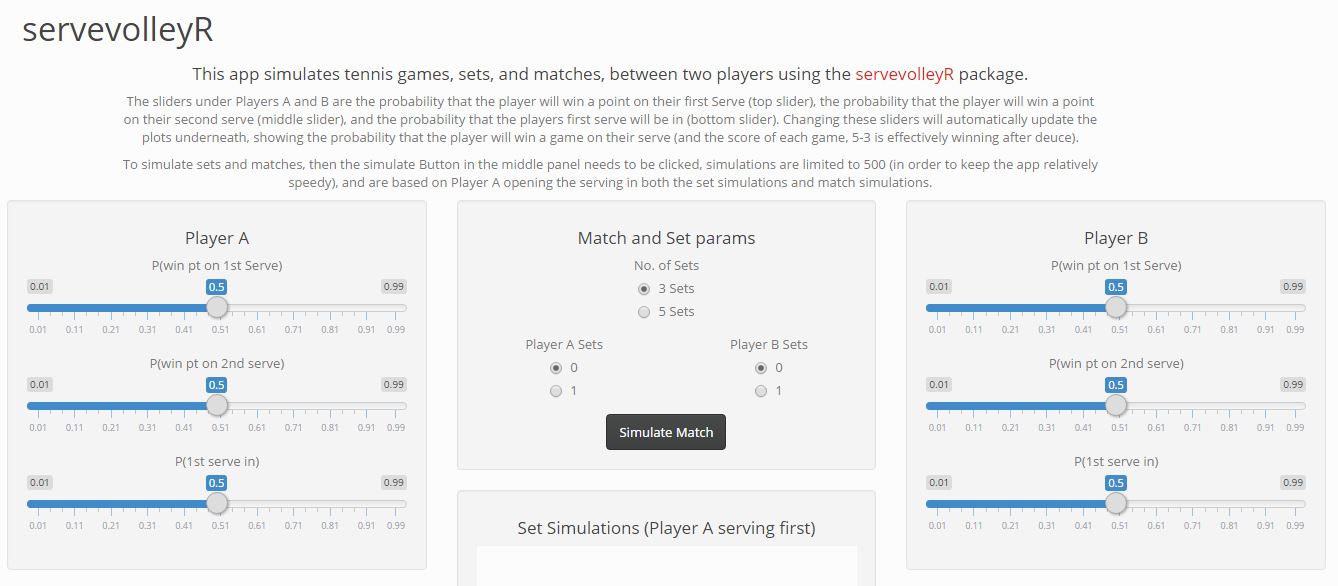 servevolleyR
This app simulates tennis games, sets, and matches, between two players using the servevolleyR package.
The sliders under Players A and B are the probability that the player will win a point on their first Serve (top slider), the probability that the player will win a point
on their second serve (middle slider), and the probability that the players first serve will be in (bottom slider). Changing these sliders will automatically update the
plots underneath, showing the probability that the player will win a game on their serve (and the score of each game, 5-3 is effectively winning after deuce).
To simulate sets and matches, then the simulate Button in the middle panel needs to be clicked, simulations are limited to 500 (in order to keep the app relatively
speedy), and are based on Player A opening the serving in both the set simulations and match simulations.
Player A
P(win pt on 1st Serve)
0.01 0.5 0.99
0.01 0.11 0.21 0.31 0.41 0.51 0.61 0.71 0.81 0.91 0.99
P(win pt on 2nd serve)
0.01 0.5 0.99
0.01 0.11 0.21 0.31 0.41 0.51 0.61 0.71 0.81 0.91 0.99
P(1st serve in)
0.01 0.5 0.99
0.01 0.11 0.21 0.31 0.41 0.51 0.61 0.71 0.81 0.91 0.99
Match and Set params
No. of Sets
3 Sets
5 Sets
Player A Sets
0
1
Player B Sets
0
1
Simulate Match
Set Simulations (Player A serving first)
Player B
P(win pt on 1st Serve)
0.01 0.5 0.99
0.01 0.11 0.21 0.31 0.41 0.51 0.61 0.71 0.81 0.91 0.99
P(win pt on 2nd serve)
0.01 0.5 0.99
0.01 0.11 0.21 0.31 0.41 0.51 0.61 0.71 0.81 0.91 0.99
P(1st serve in)
0.01 0.5 0.99
0.01 0.11 0.21 0.31 0.41 0.51 0.61 0.71 0.81 0.91 0.99